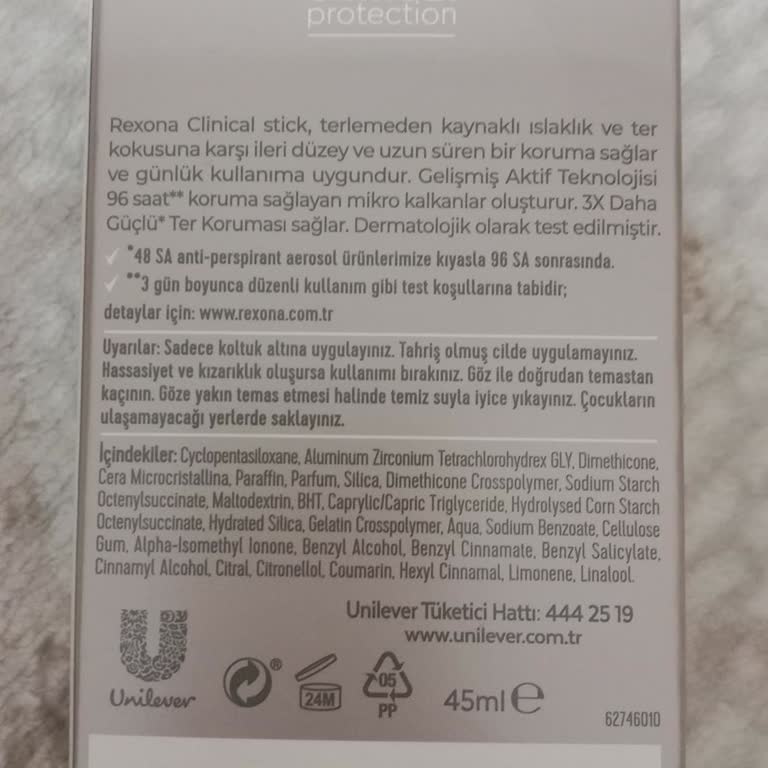 protection
Rexona Clinical stick, terlemeden kaynaklı ıslaklık ve ter
kokusuna karşı ileri düzey ve uzun süren bir koruma sağlar
ve günlük kullanıma uygundur. Gelişmiş Aktif Teknolojisi
96 saat** koruma sağlayan mikro kalkanlar oluşturur. 3X Daha
Güçlü* Ter Koruması sağlar. Dermatolojik olarak test edilmiştir.
✓ *48 SA anti-perspirant aerosol ürünlerimize kıyasla 96 SA sonrasında.
✓ **3 gün boyunca düzenli kullanım gibi test koşullarına tabidir;
detaylar için: www.rexona.com.tr
Uyarılar: Sadece koltuk altına uygulayınız. Tahriş olmuş cilde uygulamayınız.
Hassasiyet ve kızarıklık oluşursa kullanımı bırakınız. Göz ile doğrudan temastan
kaçının. Göze yakın temas etmesi halinde temiz suyla iyice yıkayınız. Çocukların
ulaşamayacağı yerlerde saklayınız.
İçindekiler: Cyclopentasiloxane, Aluminum Zirconium Tetrachlorohydrex GLY, Dimethicone,
Cera Microcristallina, Paraffin, Parfum, Silica, Dimethicone Crosspolymer, Sodium Starch
Octenylsuccinate, Maltodextrin, BHT, Caprylic/Capric Triglyceride, Hydrolysed Corn Starch
Octenylsuccinate, Hydrated Silica, Gelatin Crosspolymer, Aqua, Sodium Benzoate, Cellulose
Gum, Alpha-Isomethyl Ionone, Benzyl Alcohol, Benzyl Cinnamate, Benzyl Salicylate,
Cinnamyl Alcohol, Citral, Citronellol, Coumarin, Hexyl Cinnamal, Limonene, Linalool.
Unilever Tüketici Hattı: 444 25 19
www.unilever.com.tr
Unilever
®
24M
05
PP
45ml e
62746010